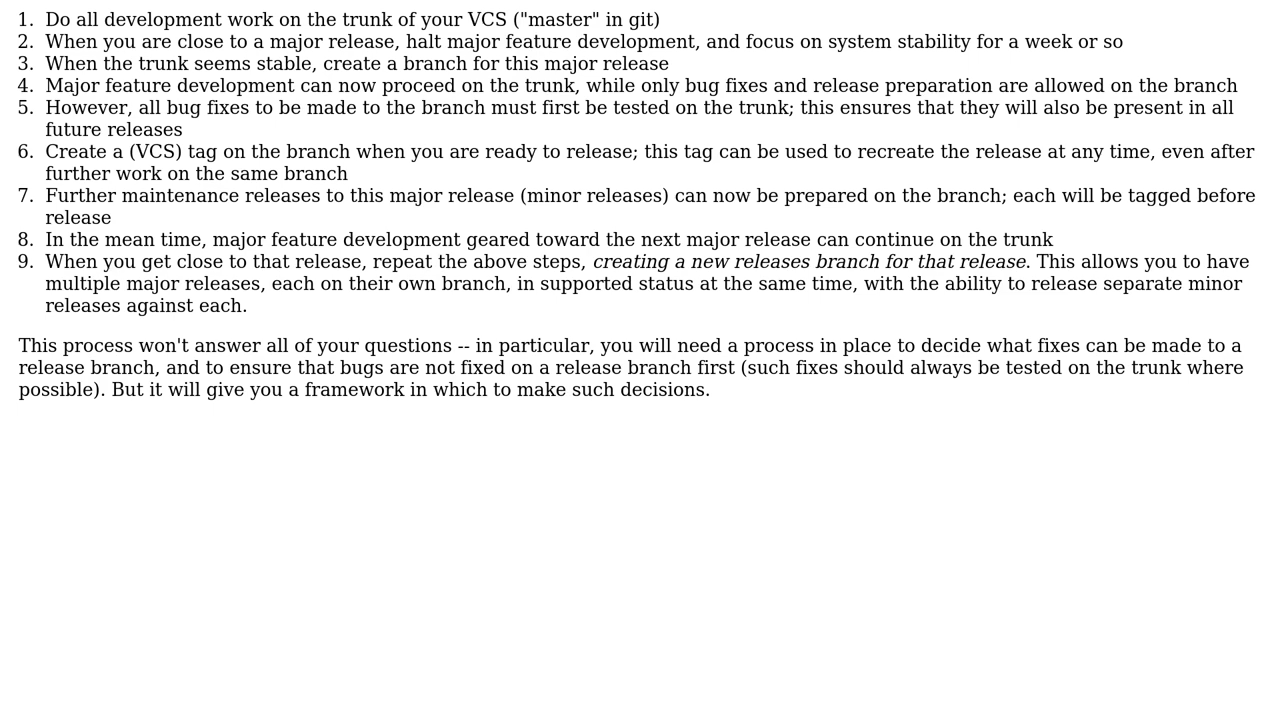 1. Do all development work on the trunk of your VCS ("master" in git)
2. When you are close to a major release, halt major feature development, and focus on system stability for a week or so
3. When the trunk seems stable, create a branch for this major release
4. Major feature development can now proceed on the trunk, while only bug fixes and release preparation are allowed on the branch
5. However, all bug fixes to be made to the branch must first be tested on the trunk; this ensures that they will also be present in all
future releases
6. Create a (VCS) tag on the branch when you are ready to release; this tag can be used to recreate the release at any time, even after
further work on the same branch
7. Further maintenance releases to this major release (minor releases) can now be prepared on the branch; each will be tagged before
release
8. In the mean time, major feature development geared toward the next major release can continue on the trunk
9. When you get close to that release, repeat the above steps, creating a new releases branch for that release. This allows you to have
multiple major releases, each on their own branch, in supported status at the same time, with the ability to release separate minor
releases against each.
This process won't answer all of your questions -- in particular, you will need a process in place to decide what fixes can be made to a
release branch, and to ensure that bugs are not fixed on a release branch first (such fixes should always be tested on the trunk where
possible). But it will give you a framework in which to make such decisions.